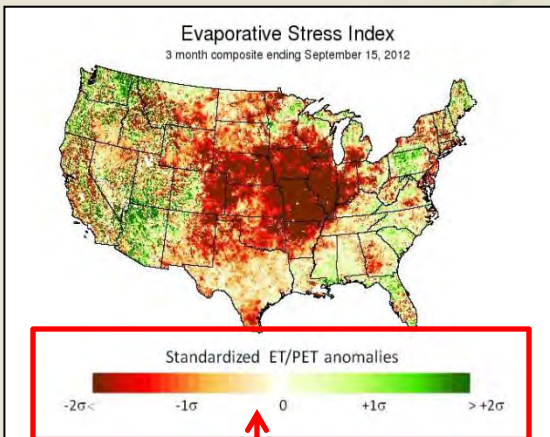 Evaporative Stress Index
3 month composite ending September 15, 2012
Standardized ET/PET anomalies
-2σ< -1σ 0 +1σ > +2σ